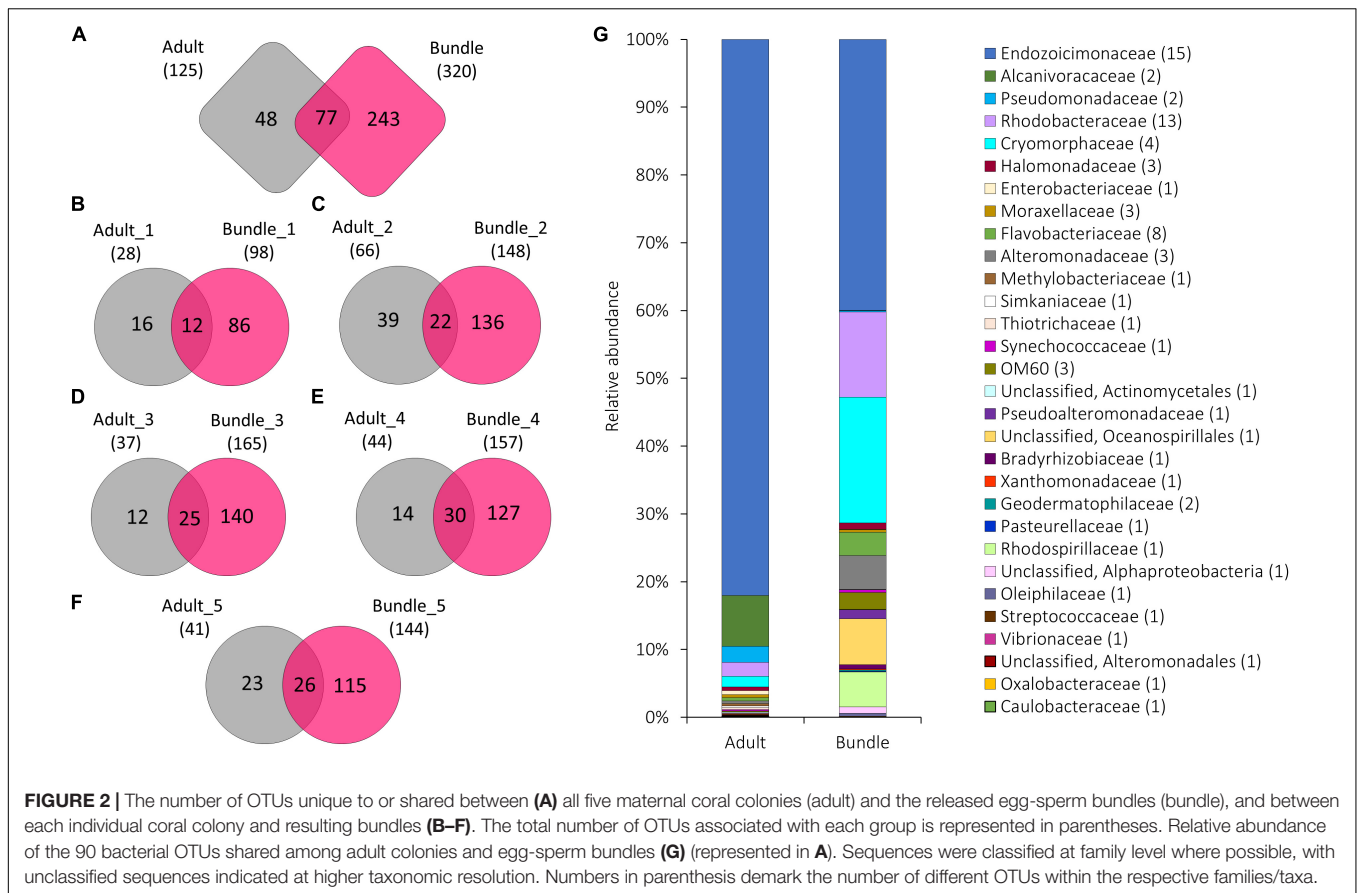 A
Adult
(125)
Bundle
(320)
48
77
243
B
Adult_1
(28)
Bundle_1
(98)
16
12
86
C
Adult_2
(66)
Bundle_2
(148)
39
22
136
D
Adult_3
(37)
Bundle_3
(165)
12
25
140
E
Adult_4
(44)
Bundle_4
(157)
14
30
127
F
Adult_5
(41)
Bundle_5
(144)
23
26
115
G
Relative abundance
100%
90%
80%
70%
60%
50%
40%
30%
20%
10%
0%
Adult
Bundle
Endozoicimonaceae (15)
Alcanivoracaceae (2)
Pseudomonadaceae (2)
Rhodobacteraceae (13)
Cryomorphaceae (4)
Halomonadaceae (3)
Enterobacteriaceae (1)
Moraxellaceae (3)
Flavobacteriaceae (8)
Alteromonadaceae (3)
Methylobacteriaceae (1)
Simkaniaceae (1)
Thiotrichaceae (1)
Synechococcaceae (1)
OM60 (3)
Unclassified, Actinomycetales (1)
Pseudoalteromonadaceae (1)
Unclassified, Oceanospirillales (1)
Bradyrhizobiaceae (1)
Xanthomonadaceae (1)
Geodermatophilaceae (2)
Pasteurellaceae (1)
Rhodospirillaceae (1)
Unclassified, Alphaproteobacteria (1)
Oleiphilaceae (1)
Streptococcaceae (1)
Vibrionaceae (1)
Unclassified, Alteromonadales (1)
Oxalobacteraceae (1)
Caulobacteraceae (1)
FIGURE 2 | The number of OTUs unique to or shared between (A) all five maternal coral colonies (adult) and the released egg-sperm bundles (bundle), and between
each individual coral colony and resulting bundles (B–F). The total number of OTUs associated with each group is represented in parentheses. Relative abundance
of the 90 bacterial OTUs shared among adult colonies and egg-sperm bundles (G) (represented in A). Sequences were classified at family level where possible, with
unclassified sequences indicated at higher taxonomic resolution. Numbers in parenthesis demark the number of different OTUs within the respective families/taxa.